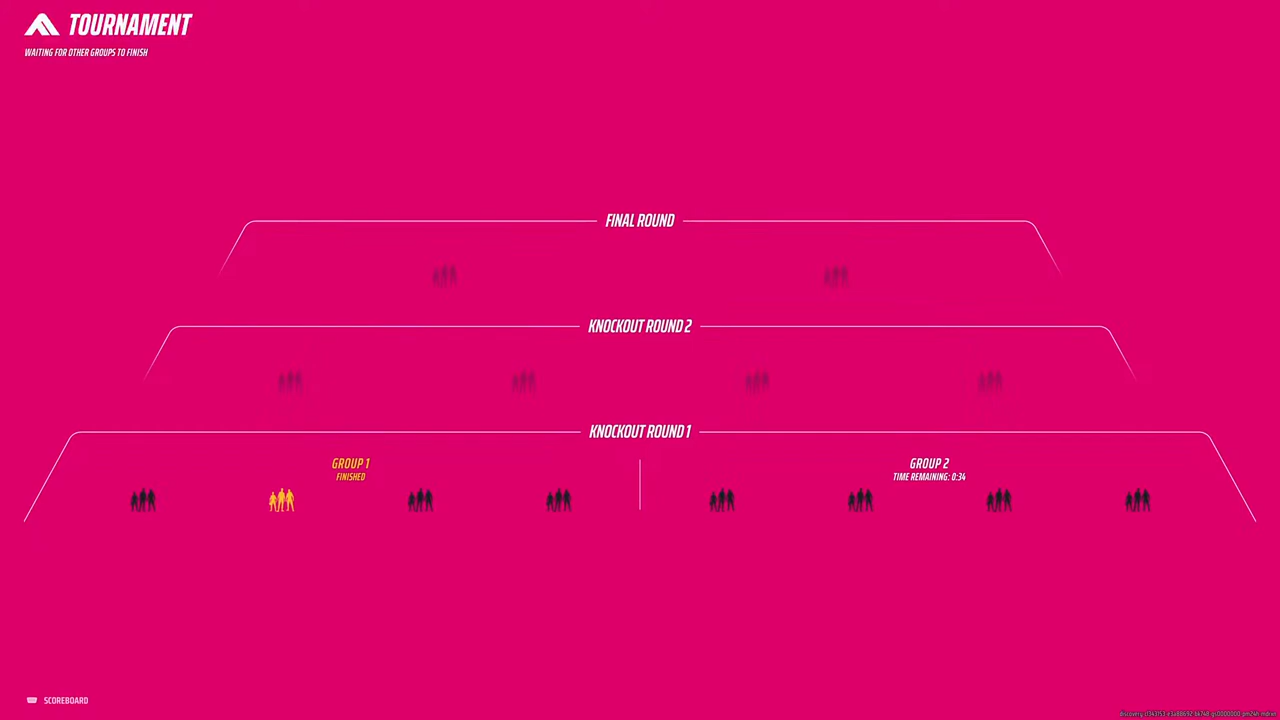 TOURNAMENT
WAITING FOR OTHER GROUPS TO FINISH
FINAL ROUND
KNOCKOUT ROUND 2
KNOCKOUT ROUND 1
GROUP 1
FINISHED
GROUP 2
TIME REMAINING: 0:34
SCOREBOARD